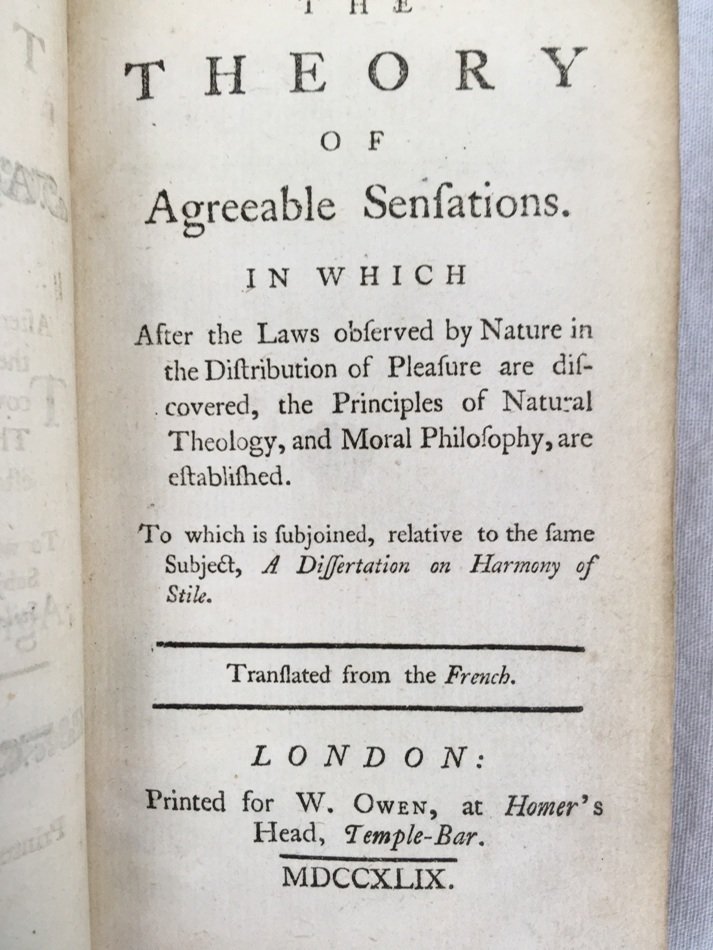 THE
THEORY
OF
Agreeable Senſations.
IN WHICH
After the Laws obſerved by Nature in
the Diſtribution of Pleaſure are diſ-
covered, the Principles of Natural
Theology, and Moral Philoſophy, are
eſtabliſhed.
To which is ſubjoined, relative to the ſame
Subject, A Diſſertation on Harmony of
Stile.
Tranſlated from the French.
LONDON:
Printed for W. OWEN, at Homer's
Head, Temple-Bar.
MDCCXLIX.